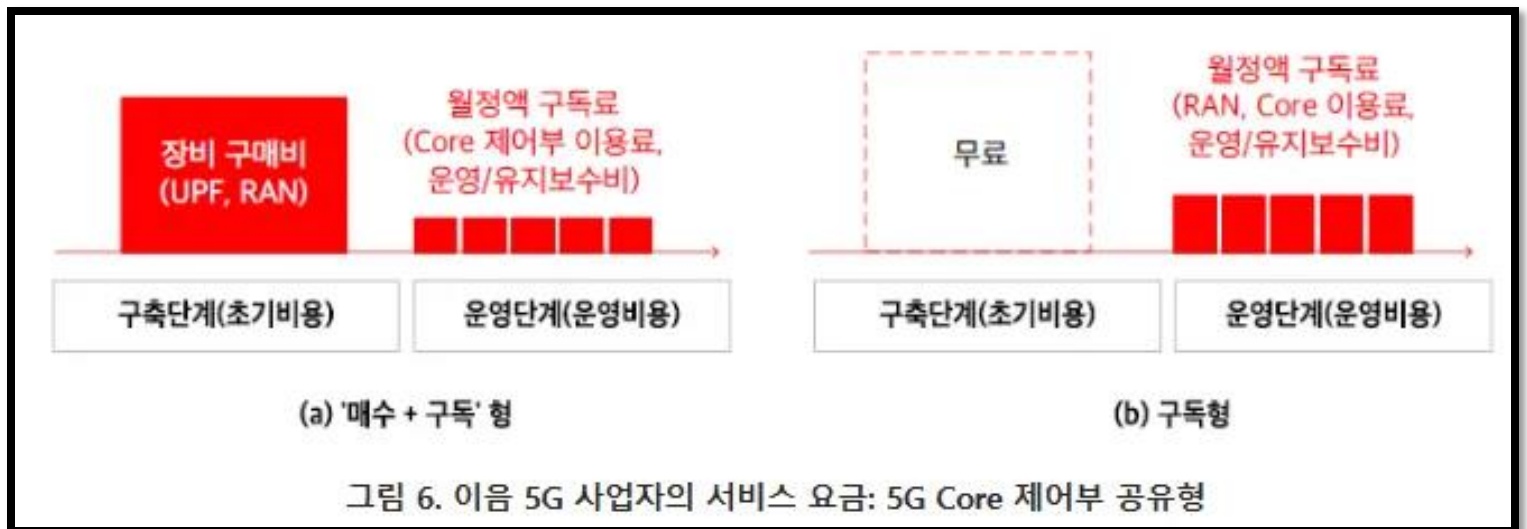 장비 구매비
(UPF, RAN)
월정액 구독료
(Core 제어부 이용료,
운영/유지보수비)
구축단계(초기비용)
운영단계(운영비용)
(a) '매수 + 구독' 형
무료
월정액 구독료
(RAN, Core 이용료,
운영/유지보수비)
구축단계(초기비용)
운영단계(운영비용)
(b) 구독형
그림 6. 이음 5G 사업자의 서비스 요금: 5G Core 제어부 공유형